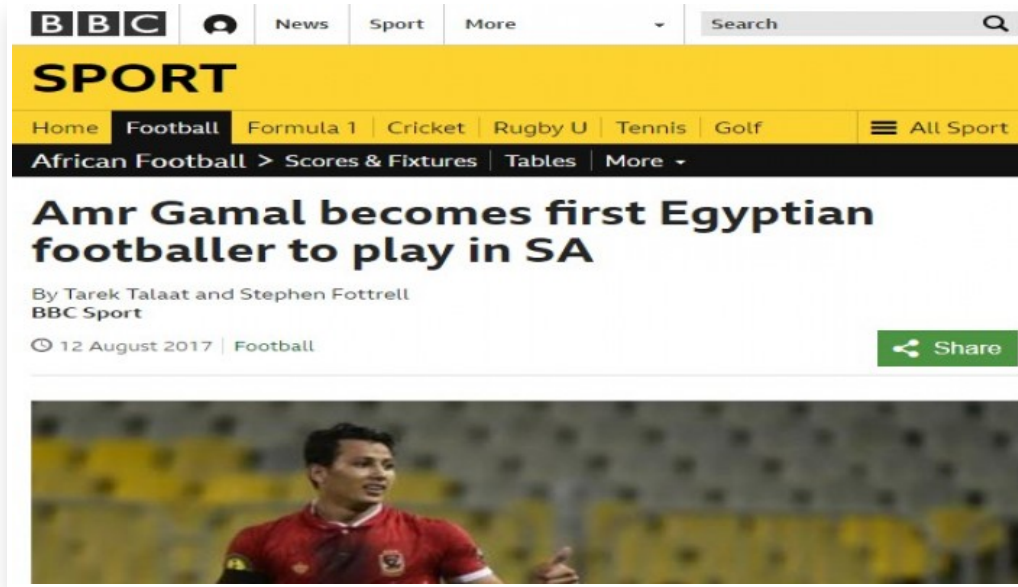 BBC News Sport More Search
SPORT
Home Football Formula 1 Cricket Rugby U Tennis Golf All Sport
African Football > Scores & Fixtures Tables More
Amr Gamal becomes first Egyptian
footballer to play in SA
By Tarek Talaat and Stephen Fottrell
BBC Sport
12 August 2017 Football
Share